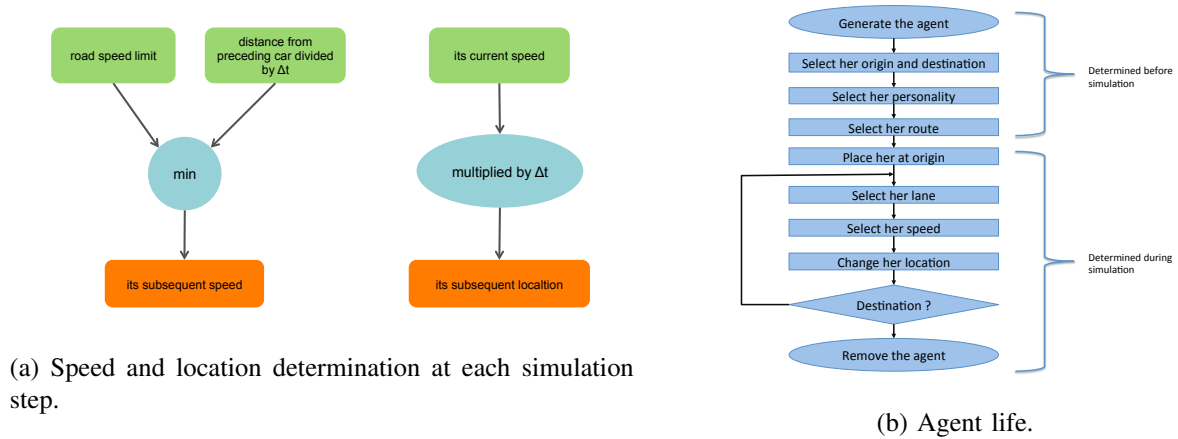 road speed limit
distance from
preceding car divided
by Δt
its current speed
min
multiplied by Δt
its subsequent speed
its subsequent localtion
(a) Speed and location determination at each simulation
step.
Generate the agent
Select her origin and destination
Select her personality
Select her route
Place her at origin
Select her lane
Select her speed
Change her location
Destination ?
Remove the agent
Determined before
simulation
Determined during
simulation
(b) Agent life.